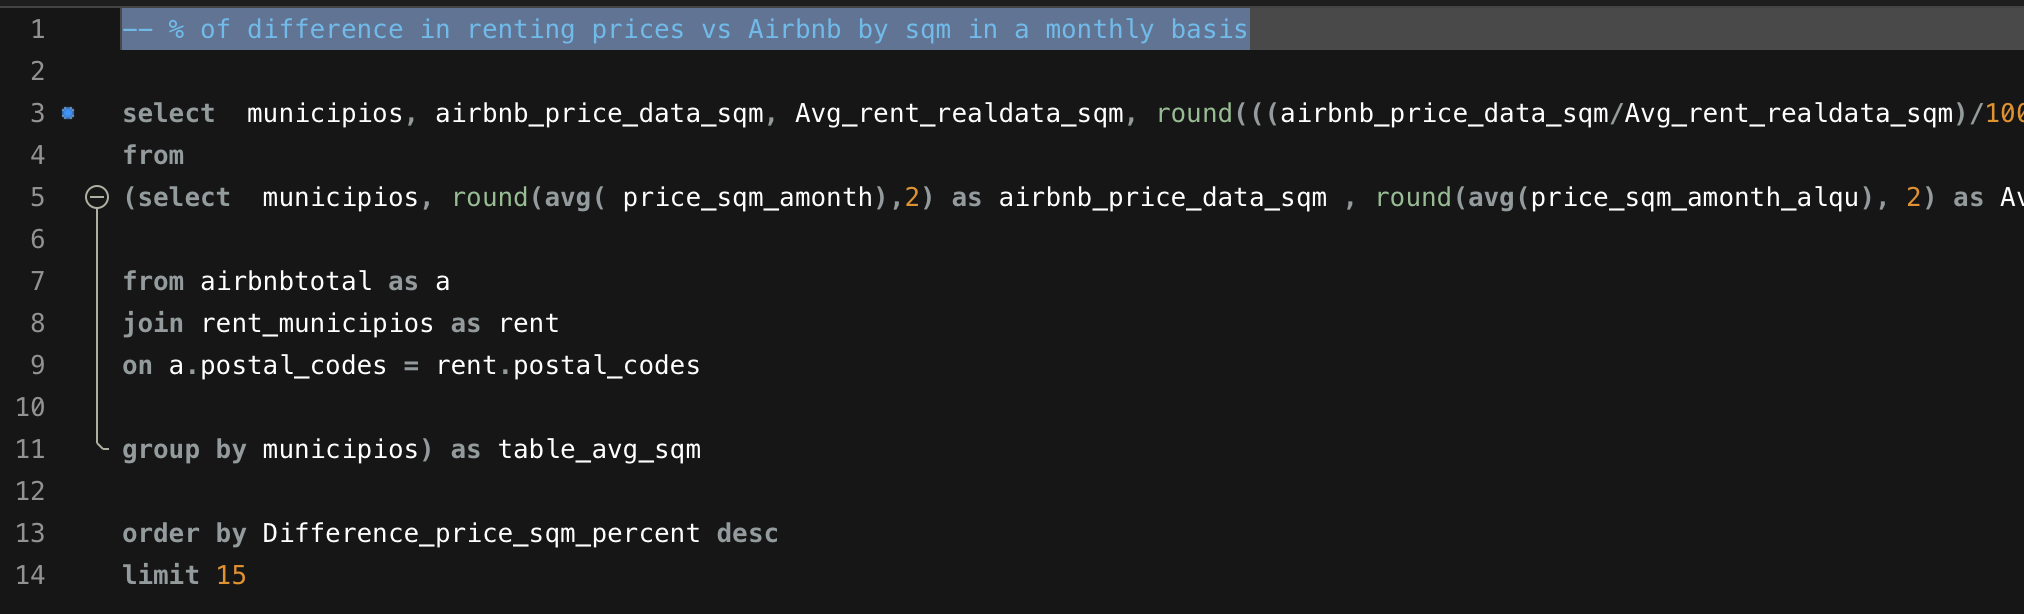 1 -- % of difference in renting prices vs Airbnb by sqm in a monthly basis
2
3 select  municipios, airbnb_price_data_sqm, Avg_rent_realdata_sqm, round(((airbnb_price_data_sqm/Avg_rent_realdata_sqm)/100
4 from
5 (select  municipios, round(avg( price_sqm_amonth),2) as airbnb_price_data_sqm , round(avg(price_sqm_amonth_alqu), 2) as Av
6
7 from airbnbtotal as a
8 join rent_municipios as rent
9 on a.postal_codes = rent.postal_codes
10
11 group by municipios) as table_avg_sqm
12
13 order by Difference_price_sqm_percent desc
14 limit 15